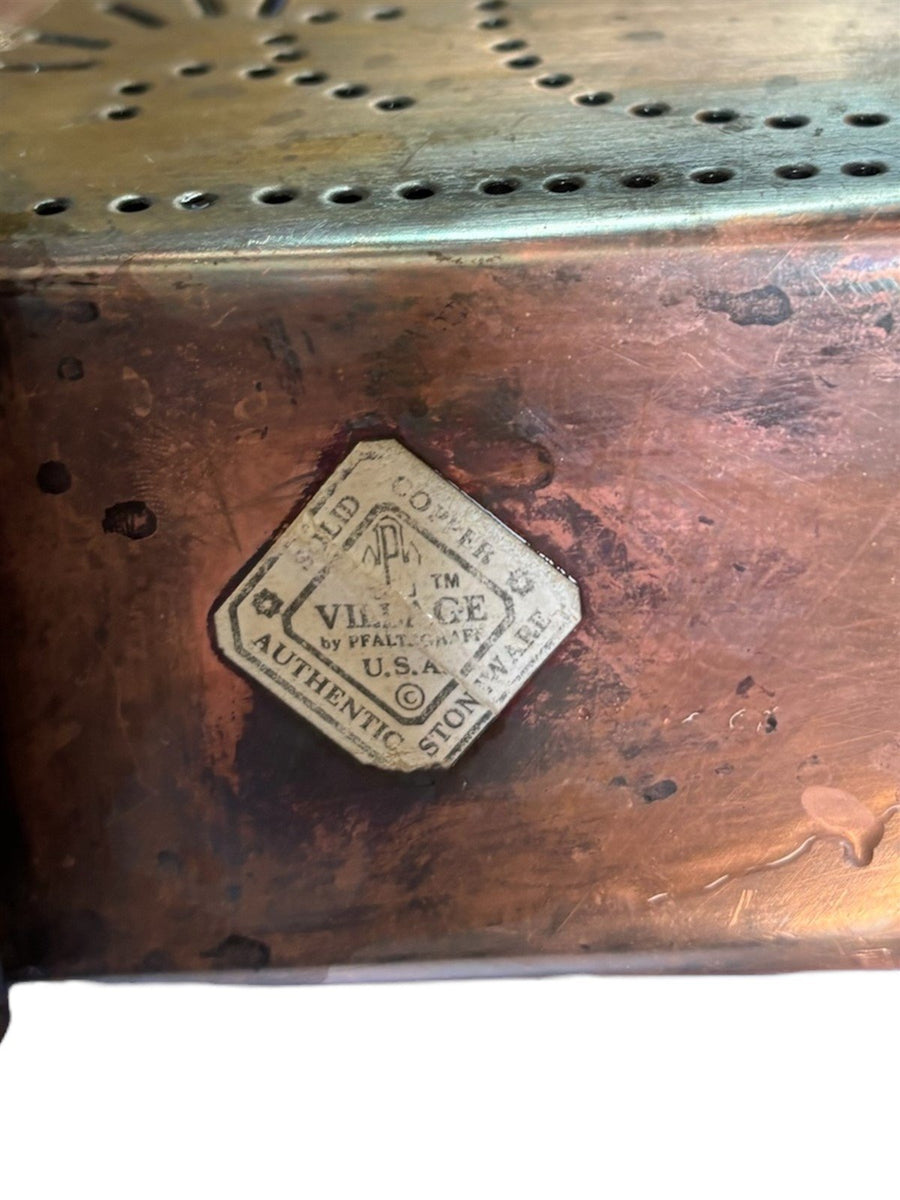 SOLID COPPER
TM
VILLAGE
by PFALTZGRAFF
U.S.A.
©
AUTHENTIC STONEWARE